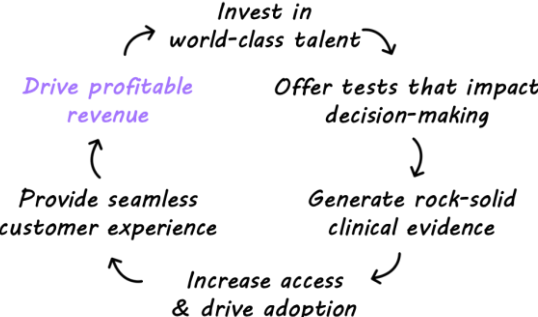 Invest in
world-class talent
Offer tests that impact
decision-making
Generate rock-solid
clinical evidence
Increase access
& drive adoption
Provide seamless
customer experience
Drive profitable
revenue